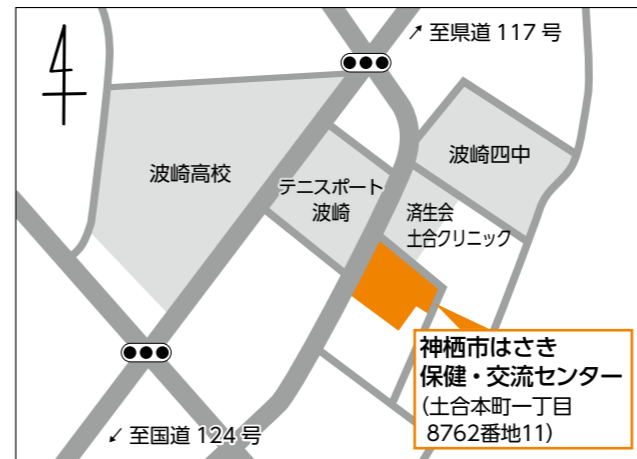 ↗ 至県道 117 号
波崎高校
テニスポート
波崎
波崎四中
済生会
土合クリニック
神栖市はさき
保健・交流センター
(土合本町一丁目
8762番地11)
↙ 至国道 124 号